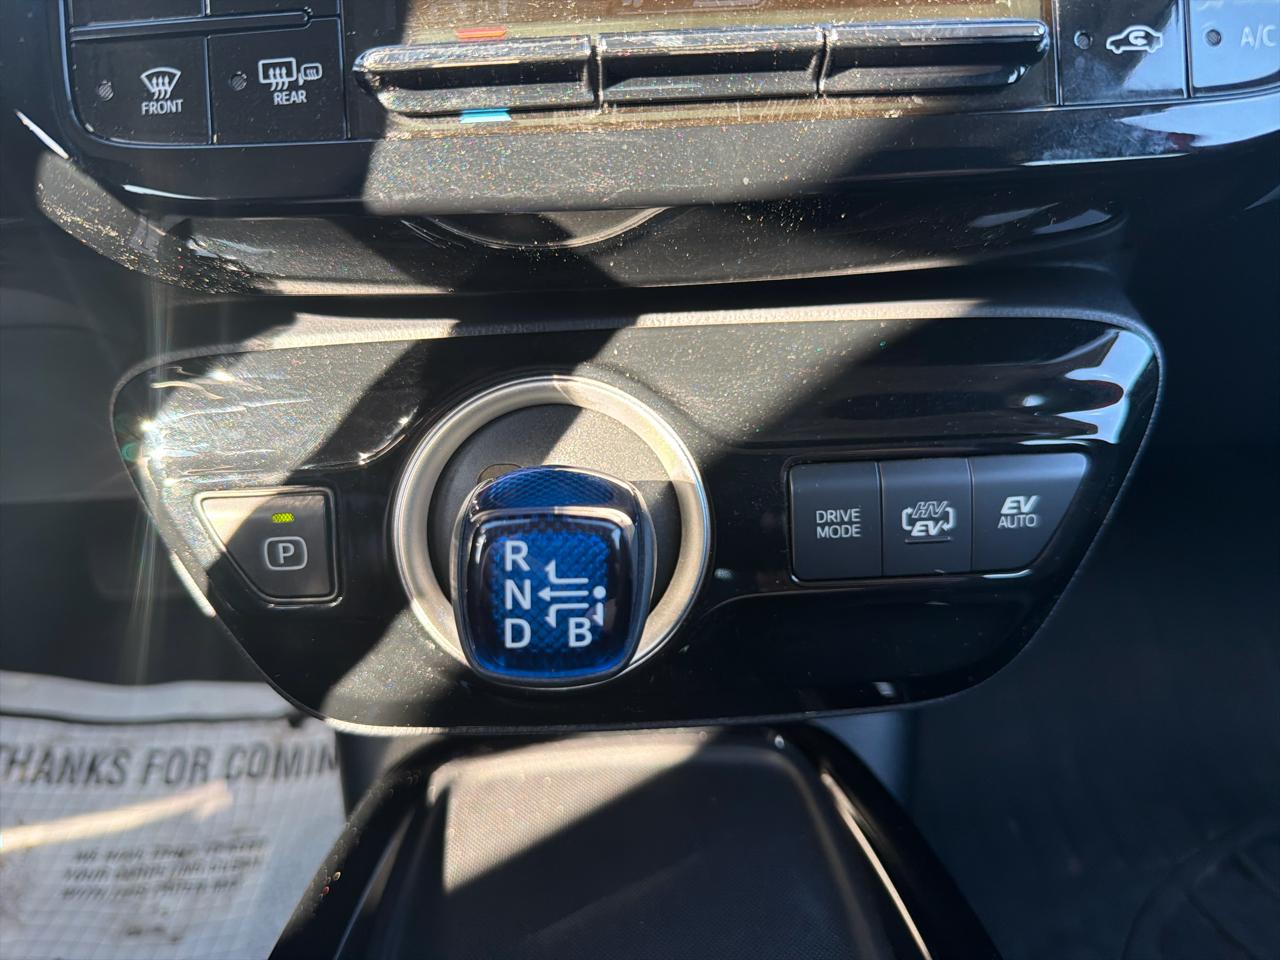 FRONT
REAR
A/C
P
R
N
D
B
DRIVE
MODE
HV
EV
EV
AUTO
THANKS FOR COMIN